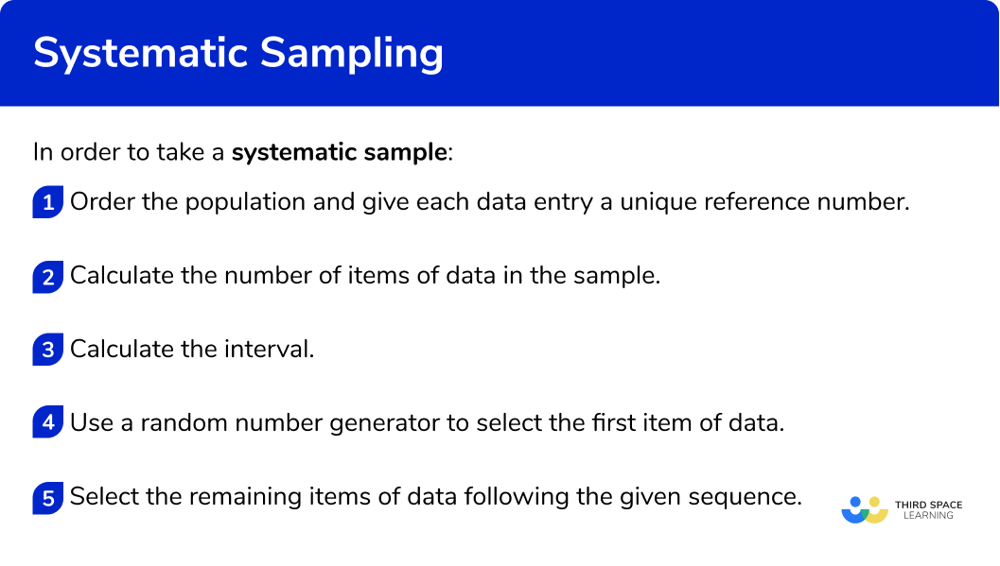 Systematic Sampling
In order to take a systematic sample:
1 Order the population and give each data entry a unique reference number.
2 Calculate the number of items of data in the sample.
3 Calculate the interval.
4 Use a random number generator to select the first item of data.
5 Select the remaining items of data following the given sequence.
THIRD SPACE
LEARNING